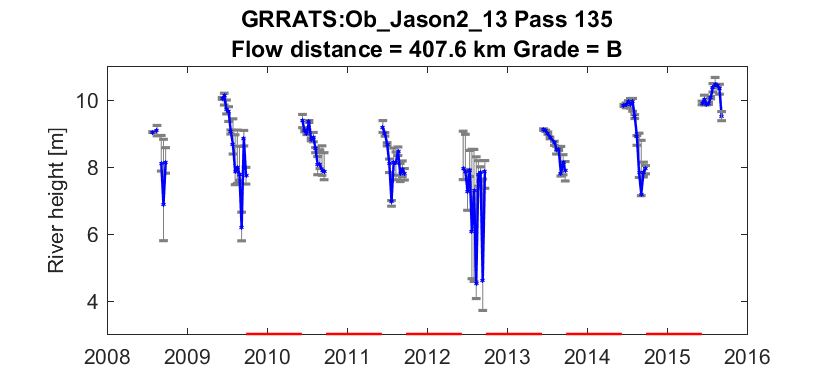 GRRATS:Ob_Jason2_13 Pass 135
Flow distance = 407.6 km Grade = B
River height [m]
10
8
6
4
2008 2009 2010 2011 2012 2013 2014 2015 2016